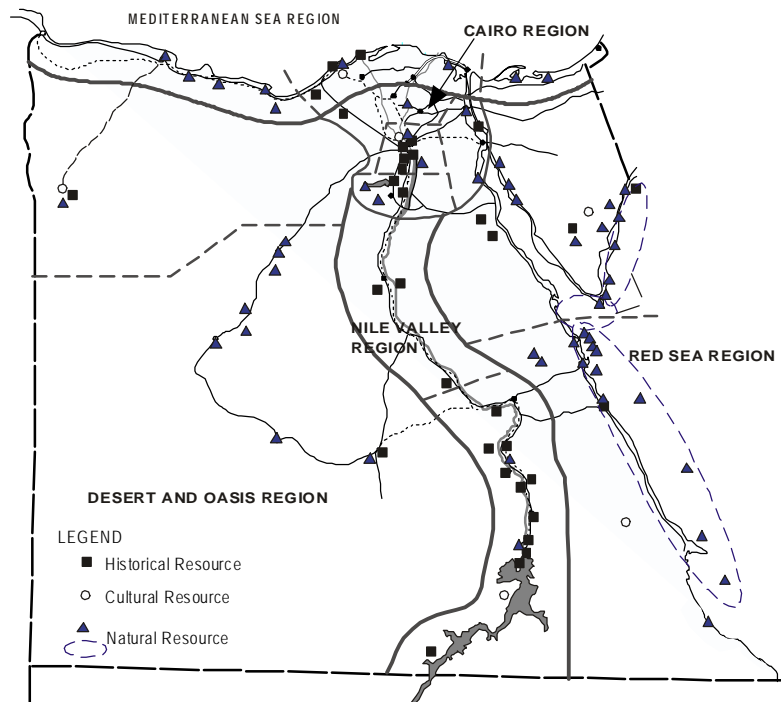 MEDITERRANEAN SEA REGION
CAIRO REGION
NILE VALLEY
REGION
RED SEA REGION
DESERT AND OASIS REGION
LEGEND
Historical Resource
Cultural Resource
Natural Resource